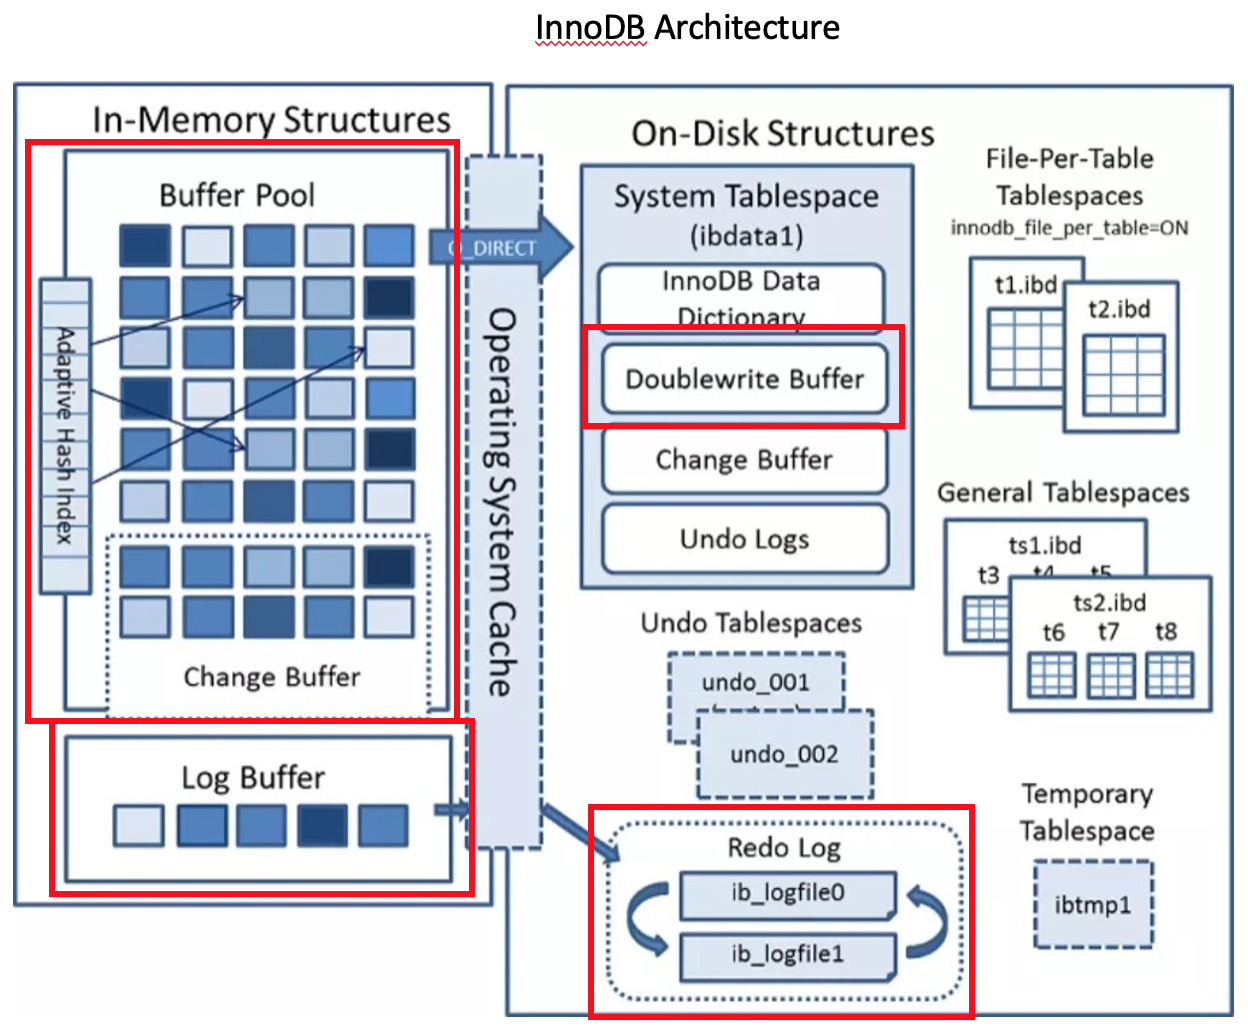 InnoDB Architecture
In-Memory Structures
Buffer Pool
Adaptive Hash Index
Change Buffer
Log Buffer
O_DIRECT
Operating System Cache
On-Disk Structures
System Tablespace
(ibdata1)
InnoDB Data
Dictionary
Doublewrite Buffer
Change Buffer
Undo Logs
Undo Tablespaces
undo_001
undo_002
Redo Log
ib_logfile0
ib_logfile1
File-Per-Table
Tablespaces
innodb_file_per_table=ON
t1.ibd
t2.ibd
General Tablespaces
ts1.ibd
t3 t4 t5
ts2.ibd
t6 t7 t8
Temporary
Tablespace
ibtmp1